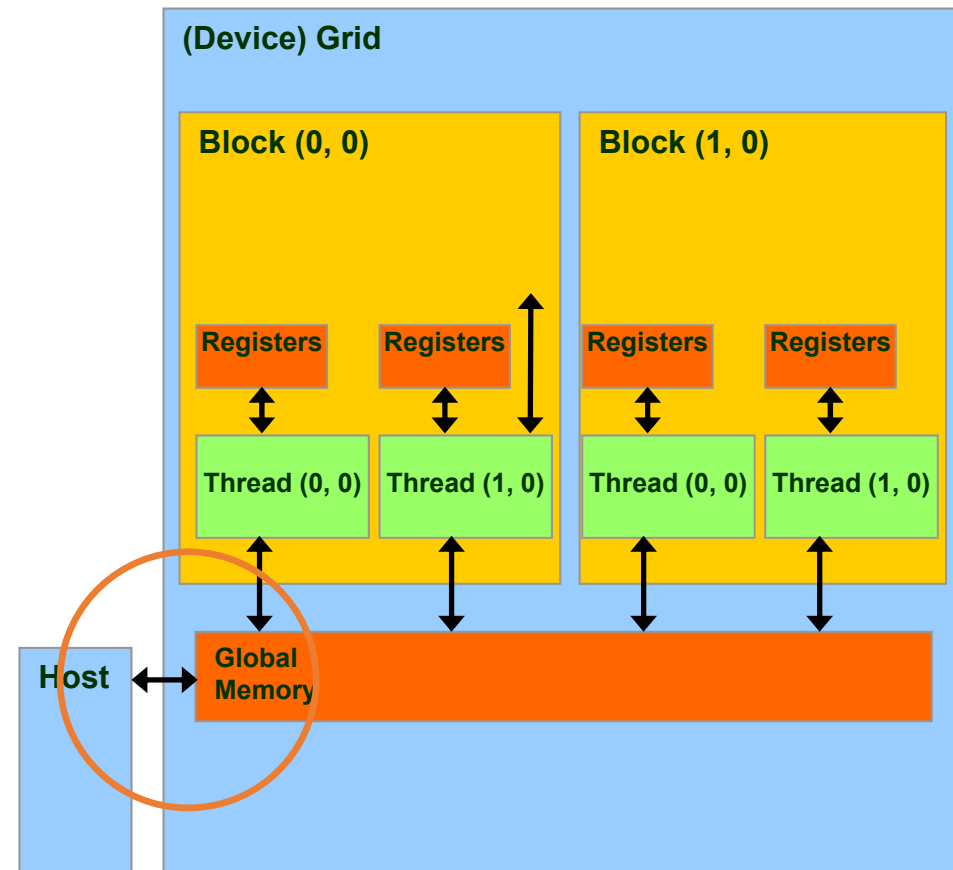 (Device) Grid
Block (0, 0)
Block (1, 0)
Registers
Registers
Registers
Registers
Thread (0, 0)
Thread (1, 0)
Thread (0, 0)
Thread (1, 0)
Host
Global
Memory